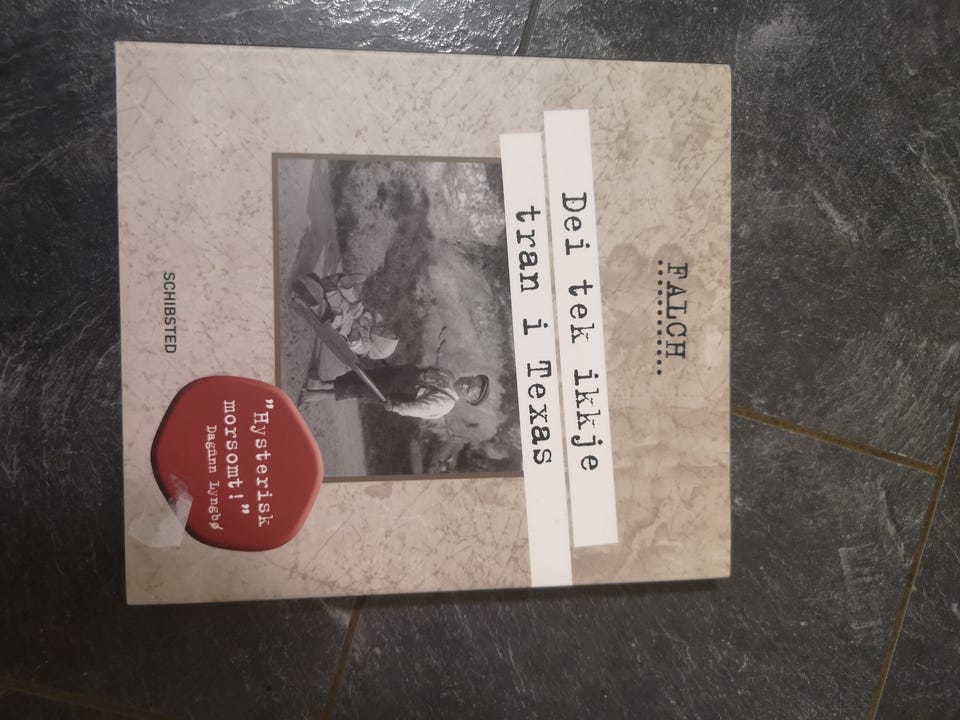 FALCH
Dei tek ikkje
tran i Texas
"Hysterisk
morsomt!"
Dagunn Lyngbø
SCHIBSTED